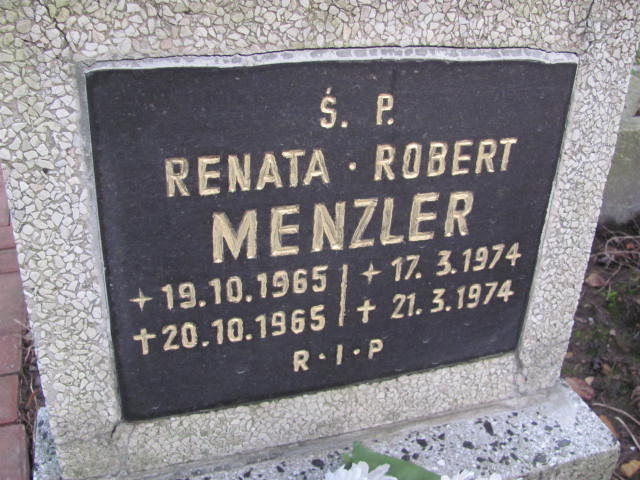 Ś. P.
RENATA · ROBERT
MENZLER
+ 19.10.1965 | + 17.3.1974
✝ 20.10.1965 | ✝ 21.3.1974
R·I·P